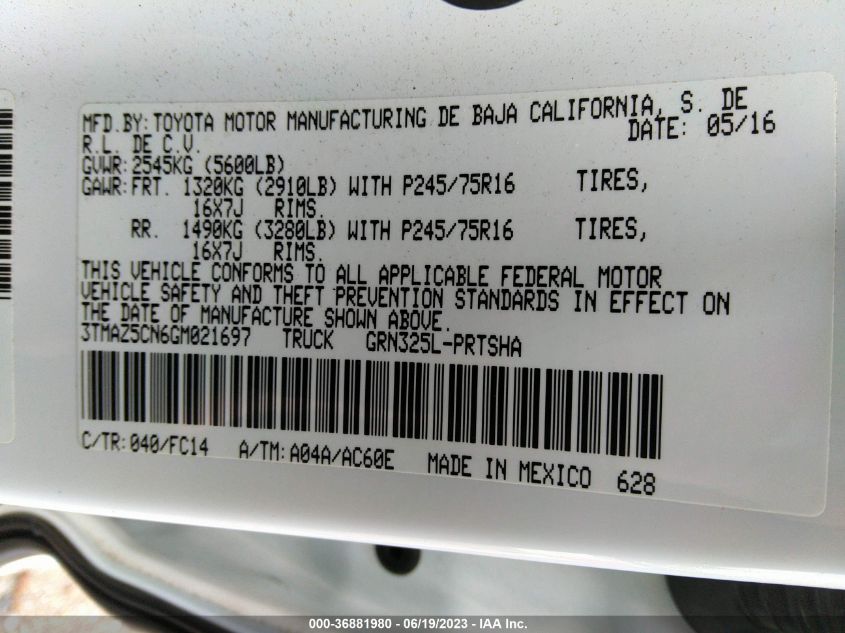 MFD.BY:TOYOTA MOTOR MANUFACTURING DE BAJA CALIFORNIA, S. DE
R.L. DE C.V. DATE: 05/16
GVWR:2545KG (5600LB)
GAWR:FRT. 1320KG (2910LB) WITH P245/75R16 TIRES,
16X7J RIMS.
RR. 1490KG (3280LB) WITH P245/75R16 TIRES,
16X7J RIMS.
THIS VEHICLE CONFORMS TO ALL APPLICABLE FEDERAL MOTOR
VEHICLE SAFETY AND THEFT PREVENTION STANDARDS IN EFFECT ON
THE DATE OF MANUFACTURE SHOWN ABOVE.
3TMAZ5CN6GM021697 TRUCK GRN325L-PRTSHA
C/TR:040/FC14 A/TM:A04A/AC60E MADE IN MEXICO 628
000-36881980 - 06/19/2023 - IAA Inc.